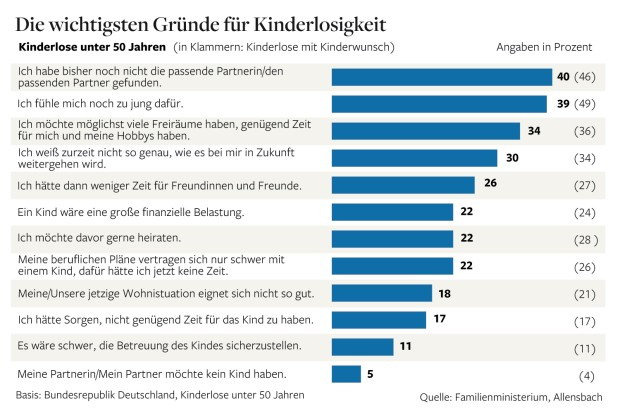 Die wichtigsten Gründe für Kinderlosigkeit
Kinderlose unter 50 Jahren (in Klammern: Kinderlose mit Kinderwunsch) Angaben in Prozent
Ich habe bisher noch nicht die passende Partnerin/den
passenden Partner gefunden. 40 (46)
Ich fühle mich noch zu jung dafür. 39 (49)
Ich möchte möglichst viele Freiräume haben, genügend Zeit
für mich und meine Hobbys haben. 34 (36)
Ich weiß zurzeit nicht so genau, wie es bei mir in Zukunft
weitergehen wird. 30 (34)
Ich hätte dann weniger Zeit für Freundinnen und Freunde. 26 (27)
Ein Kind wäre eine große finanzielle Belastung. 22 (24)
Ich möchte davor gerne heiraten. 22 (28 )
Meine beruflichen Pläne vertragen sich nur schwer mit
einem Kind, dafür hätte ich jetzt keine Zeit. 22 (26)
Meine/Unsere jetzige Wohnistuation eignet sich nicht so gut. 18 (21)
Ich hätte Sorgen, nicht genügend Zeit für das Kind zu haben. 17 (17)
Es wäre schwer, die Betreuung des Kindes sicherzustellen. 11 (11)
Meine Partnerin/Mein Partner möchte kein Kind haben. 5 (4)
Basis: Bundesrepublik Deutschland, Kinderlose unter 50 Jahren Quelle: Familienministerium, Allensbach